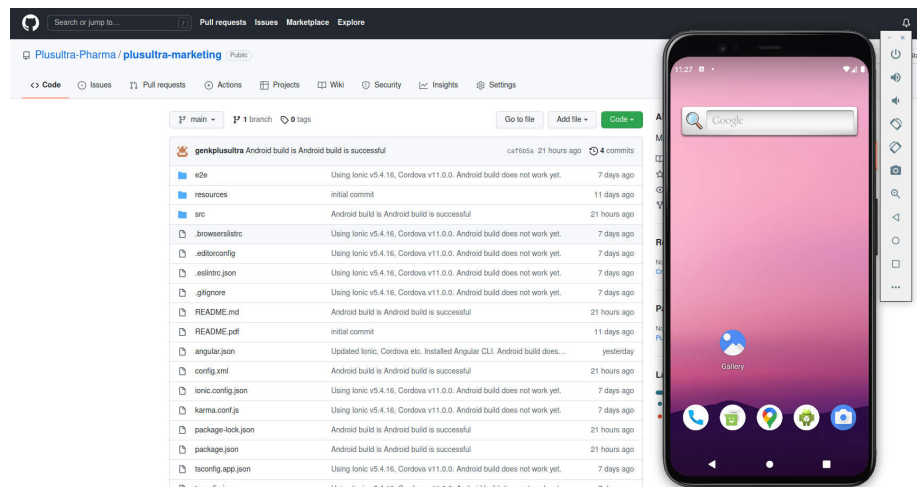 Search or jump to...
/
Pull requests Issues Marketplace Explore
Plusultra-Pharma / plusultra-marketing Public
<> Code Issues Pull requests Actions Projects Wiki Security Insights Settings
main 1 branch 0 tags Go to file Add file Code
genkplusultra Android build is Android build is successful caf6b5a 21 hours ago 4 commits
e2e Using Ionic v5.4.16, Cordova v11.0.0. Android build does not work yet. 7 days ago
resources initial commit 11 days ago
src Android build is Android build is successful 21 hours ago
.browserslistrc Using Ionic v5.4.16, Cordova v11.0.0. Android build does not work yet. 7 days ago
.editorconfig Using Ionic v5.4.16, Cordova v11.0.0. Android build does not work yet. 7 days ago
.eslintrc.json Using Ionic v5.4.16, Cordova v11.0.0. Android build does not work yet. 7 days ago
.gitignore Using Ionic v5.4.16, Cordova v11.0.0. Android build does not work yet. 7 days ago
README.md Android build is Android build is successful 21 hours ago
README.pdf initial commit 11 days ago
angular.json Updated Ionic, Cordova etc. Installed Angular CLI. Android build does... yesterday
config.xml Android build is Android build is successful 21 hours ago
ionic.config.json Using Ionic v5.4.16, Cordova v11.0.0. Android build does not work yet. 7 days ago
karma.conf.js Using Ionic v5.4.16, Cordova v11.0.0. Android build does not work yet. 7 days ago
package-lock.json Android build is Android build is successful 21 hours ago
package.json Android build is Android build is successful 21 hours ago
tsconfig.app.json Using Ionic v5.4.16, Cordova v11.0.0. Android build does not work yet. 7 days ago
11:27
Google
Gallery